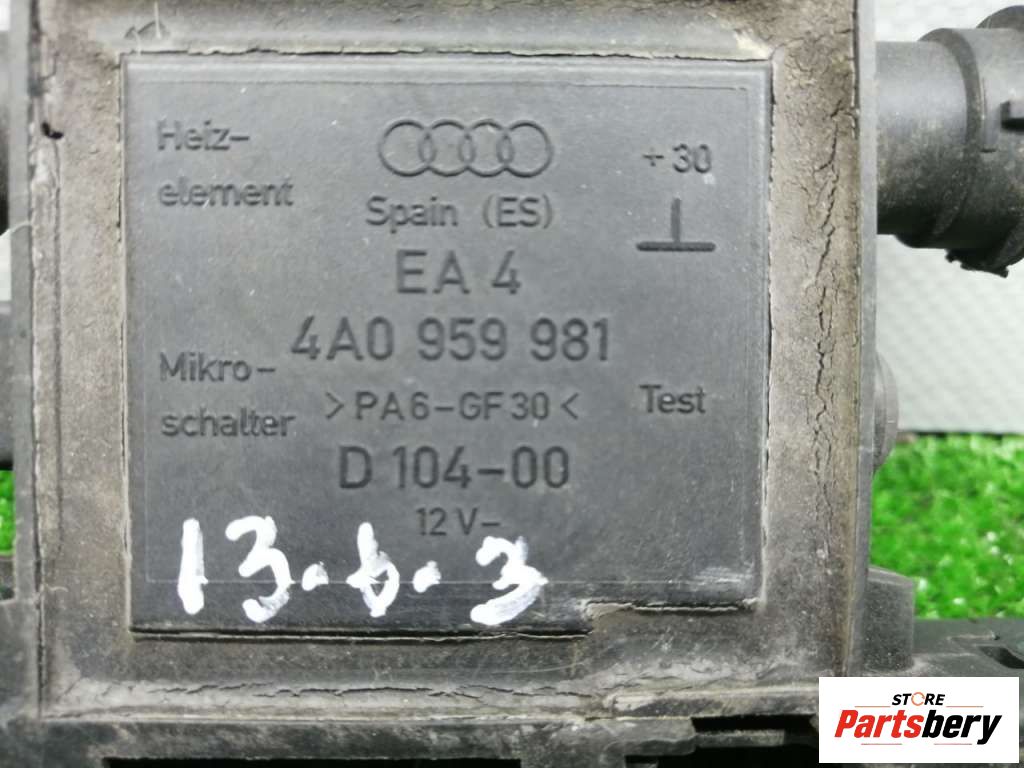 Heiz-
element
Spain (ES)
+30
EA 4
4A0 959 981
Mikro-
schalter
>PA6-GF30<
Test
D 104-00
12 V-
13.6.3
STORE
Partsbery